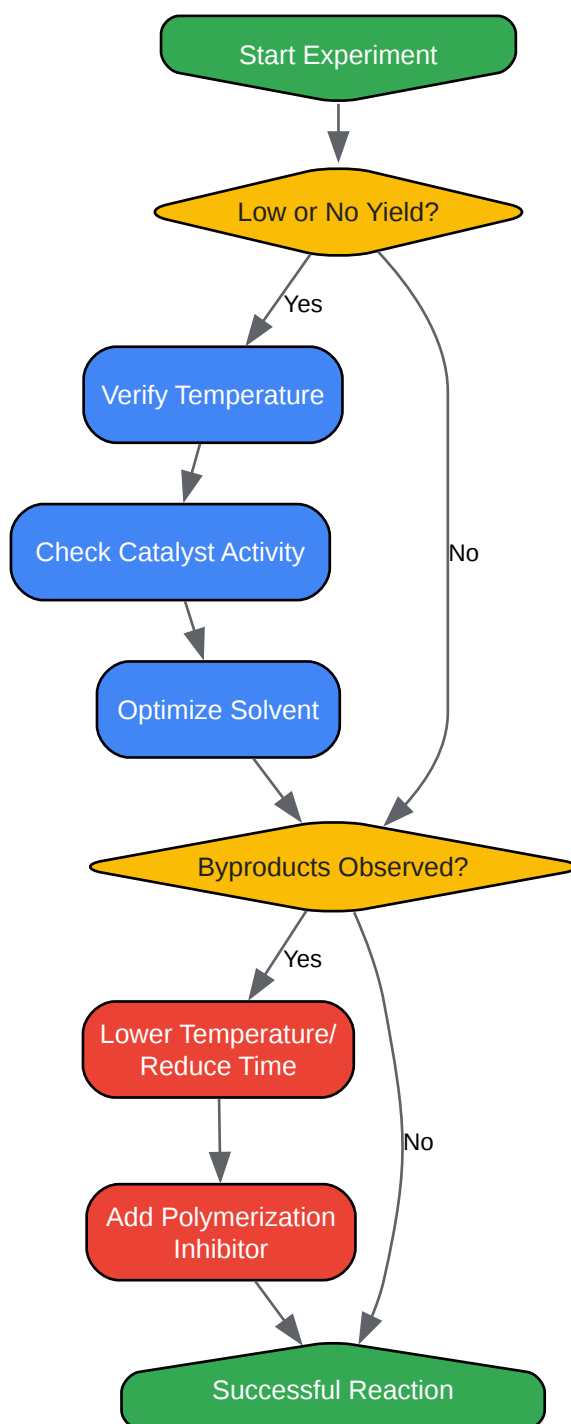 Start Experiment
Low or No Yield?
Yes
Verify Temperature
Check Catalyst Activity
No
Optimize Solvent
Byproducts Observed?
Yes
Lower Temperature/
Reduce Time
No
Add Polymerization
Inhibitor
Successful Reaction